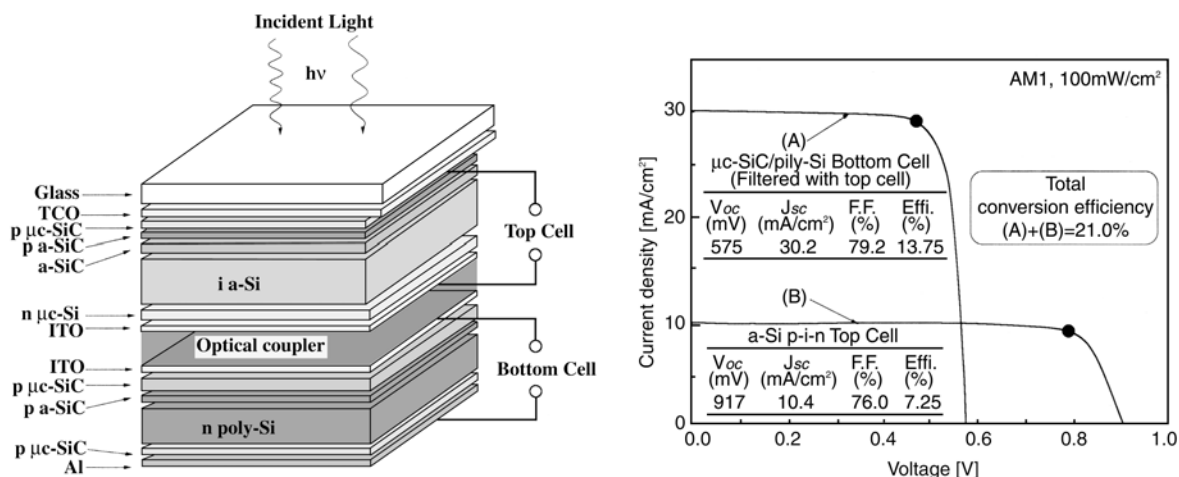 Incident Light
hν
Glass
TCO
p μc-SiC
p a-SiC
a-SiC
i a-Si
n μc-Si
ITO
Optical coupler
ITO
p μc-SiC
p a-SiC
n poly-Si
p μc-SiC
Al
Top Cell
Bottom Cell
AM1, 100mW/cm²
Current density [mA/cm²]
30
20
10
0
(A)
μc-SiC/pily-Si Bottom Cell
(Filtered with top cell)
Voc Jsc F.F. Effi.
(mV) (mA/cm²) (%) (%)
575 30.2 79.2 13.75
Total
conversion efficiency
(A)+(B)=21.0%
(B)
a-Si p-i-n Top Cell
Voc Jsc F.F. Effi.
(mV) (mA/cm²) (%) (%)
917 10.4 76.0 7.25
0.0 0.2 0.4 0.6 0.8 1.0
Voltage [V]